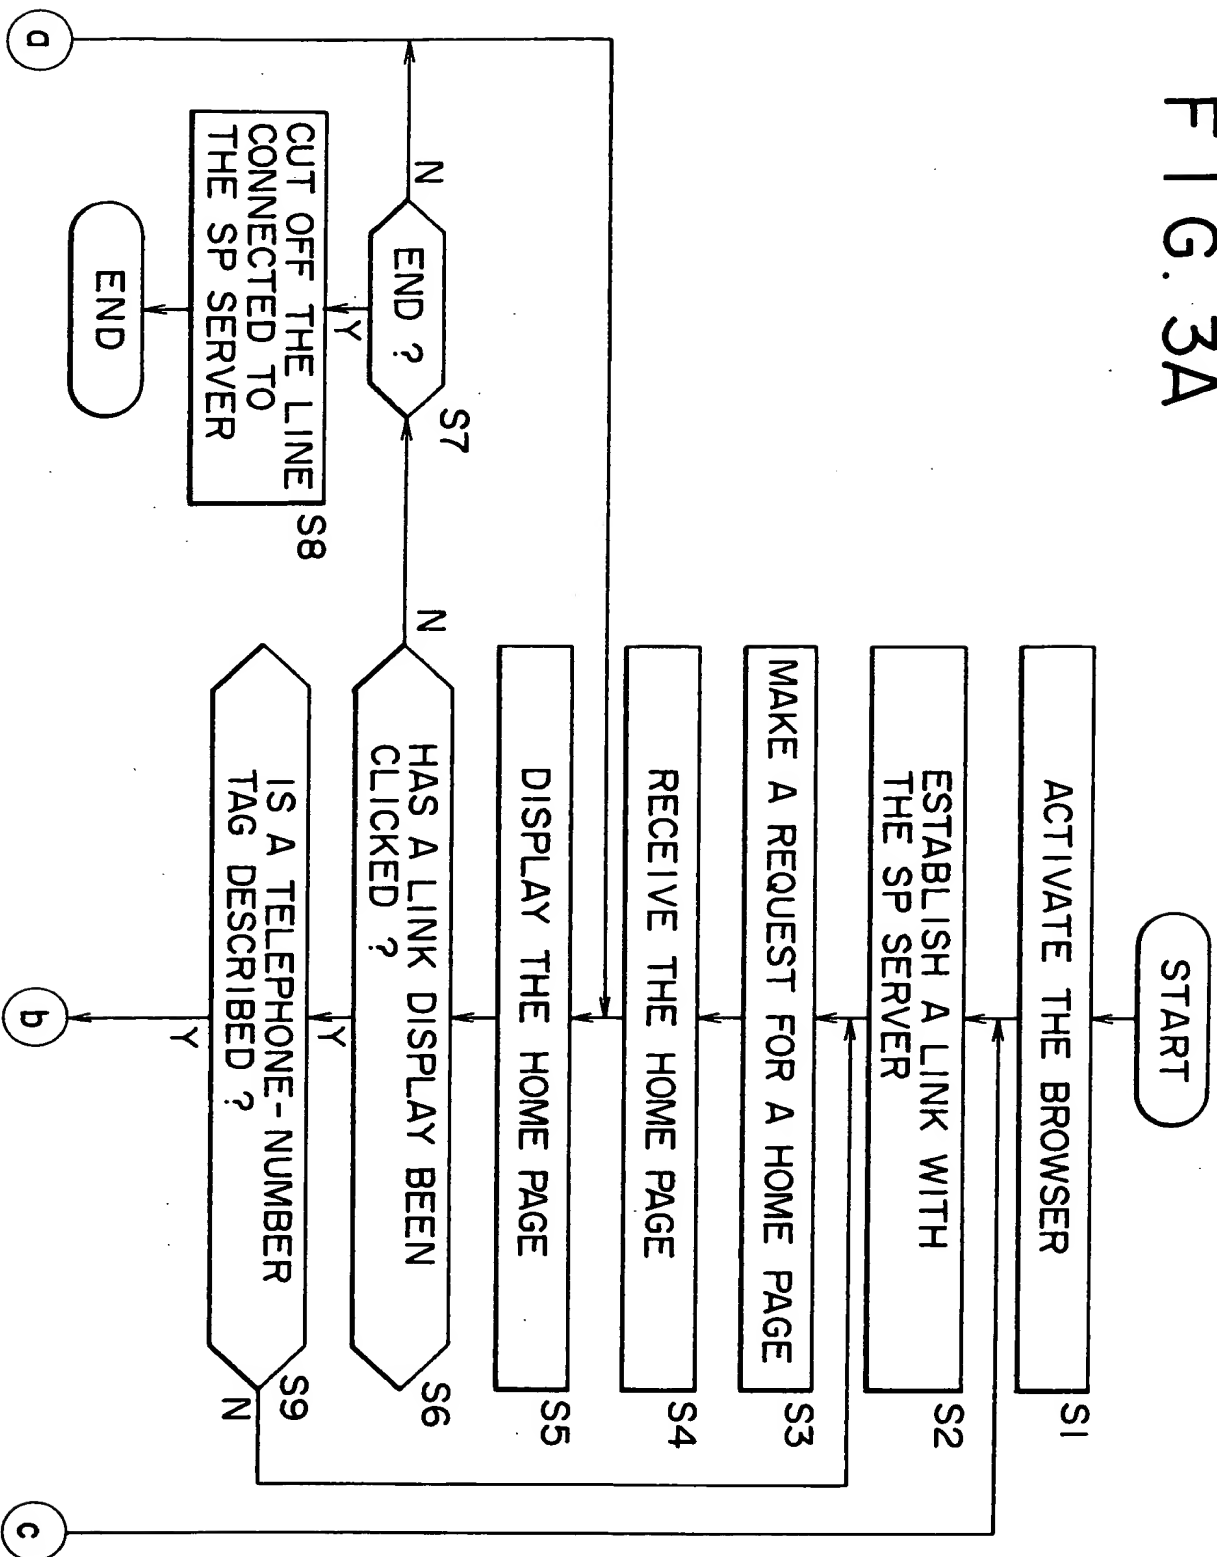 FIG. 3A
START
ACTIVATE THE BROWSER
S1
ESTABLISH A LINK WITH
THE SP SERVER
S2
MAKE A REQUEST FOR A HOME PAGE
S3
RECEIVE THE HOME PAGE
S4
DISPLAY THE HOME PAGE
S5
HAS A LINK DISPLAY BEEN
CLICKED ?
S6
N
Y
END ?
S7
N
Y
CUT OFF THE LINE
CONNECTED TO
THE SP SERVER
S8
END
IS A TELEPHONE-NUMBER
TAG DESCRIBED ?
S9
N
Y
a
b
c